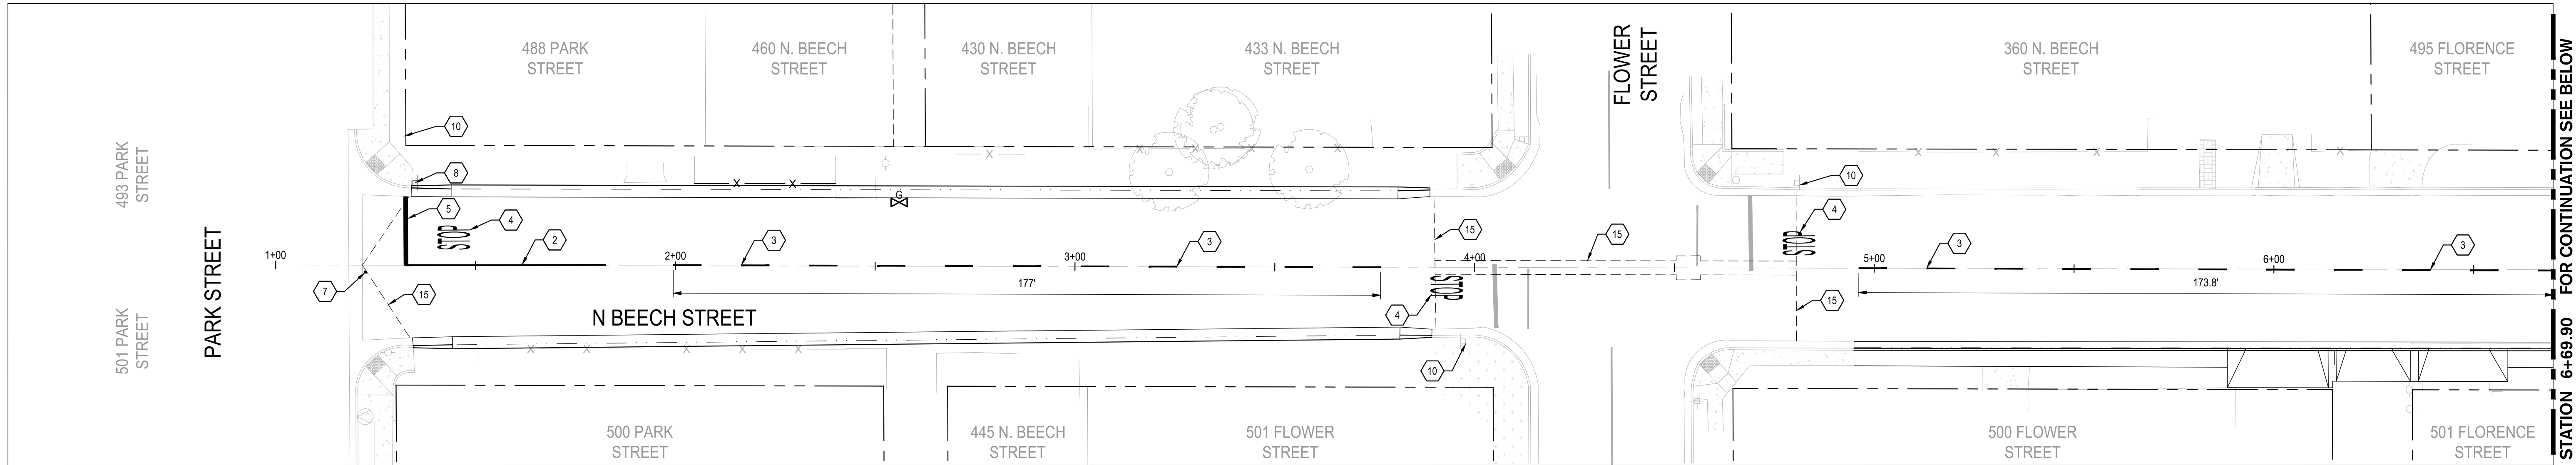 488 PARK
STREET
460 N. BEECH
STREET
430 N. BEECH
STREET
433 N. BEECH
STREET
FLOWER
STREET
360 N. BEECH
STREET
495 FLORENCE
STREET
493 PARK
STREET
501 PARK
STREET
PARK STREET
10
8
5
4
2
3
3
7
15
X
X
X
X
X
X
X
G
X
X
X
X
STOP
1+00
2+00
3+00
4+00
177'
N BEECH STREET
15
15
4
STOP
10
10
4
STOP
5+00
6+00
3
3
173.8'
15
X
X
X
X
X
500 PARK
STREET
445 N. BEECH
STREET
501 FLOWER
STREET
500 FLOWER
STREET
501 FLORENCE
STREET
STATION 6+69.90 FOR CONTINUATION SEE BELOW